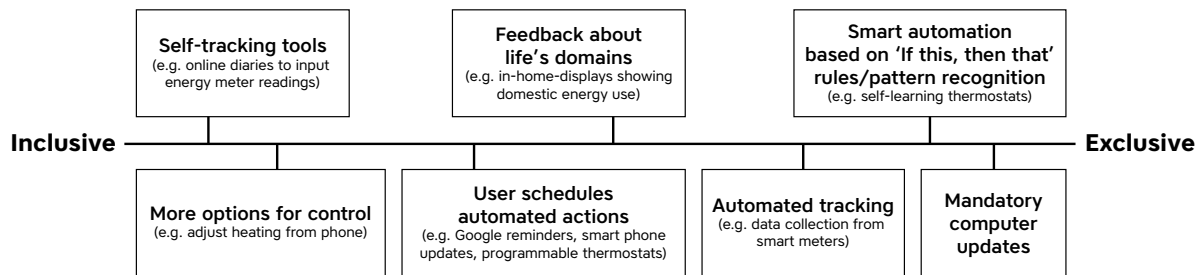 Self-tracking tools
(e.g. online diaries to input
energy meter readings)
Feedback about
life's domains
(e.g. in-home-displays showing
domestic energy use)
Smart automation
based on ‘If this, then that’
rules/pattern recognition
(e.g. self-learning thermostats)
Inclusive
Exclusive
More options for control
(e.g. adjust heating from phone)
User schedules
automated actions
(e.g. Google reminders, smart phone
updates, programmable thermostats)
Automated tracking
(e.g. data collection from
smart meters)
Mandatory
computer
updates